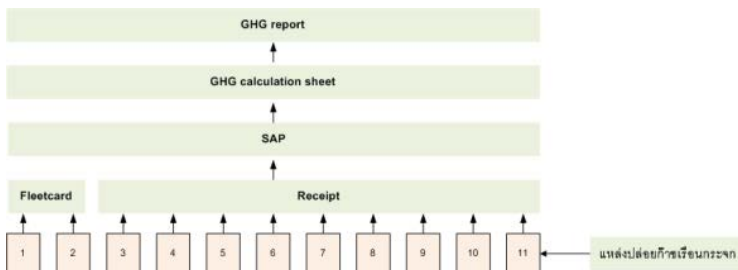 GHG report
GHG calculation sheet
SAP
Fleetcard Receipt
1 2 3 4 5 6 7 8 9 10 11 แหล่งปล่อยก๊าซเรือนกระจก